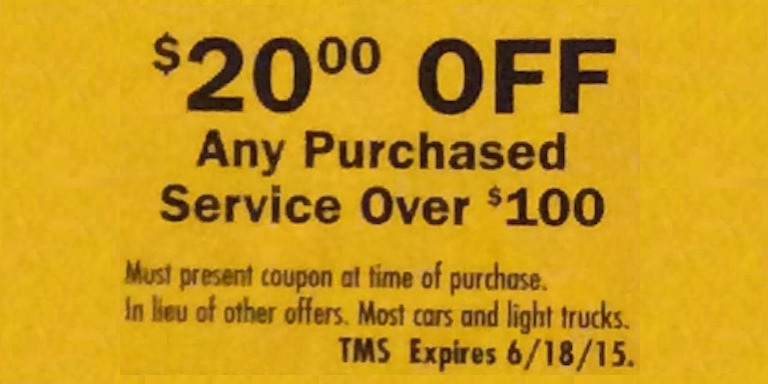 $20⁰⁰ OFF
Any Purchased
Service Over $100
Must present coupon at time of purchase.
In lieu of other offers. Most cars and light trucks.
TMS Expires 6/18/15.